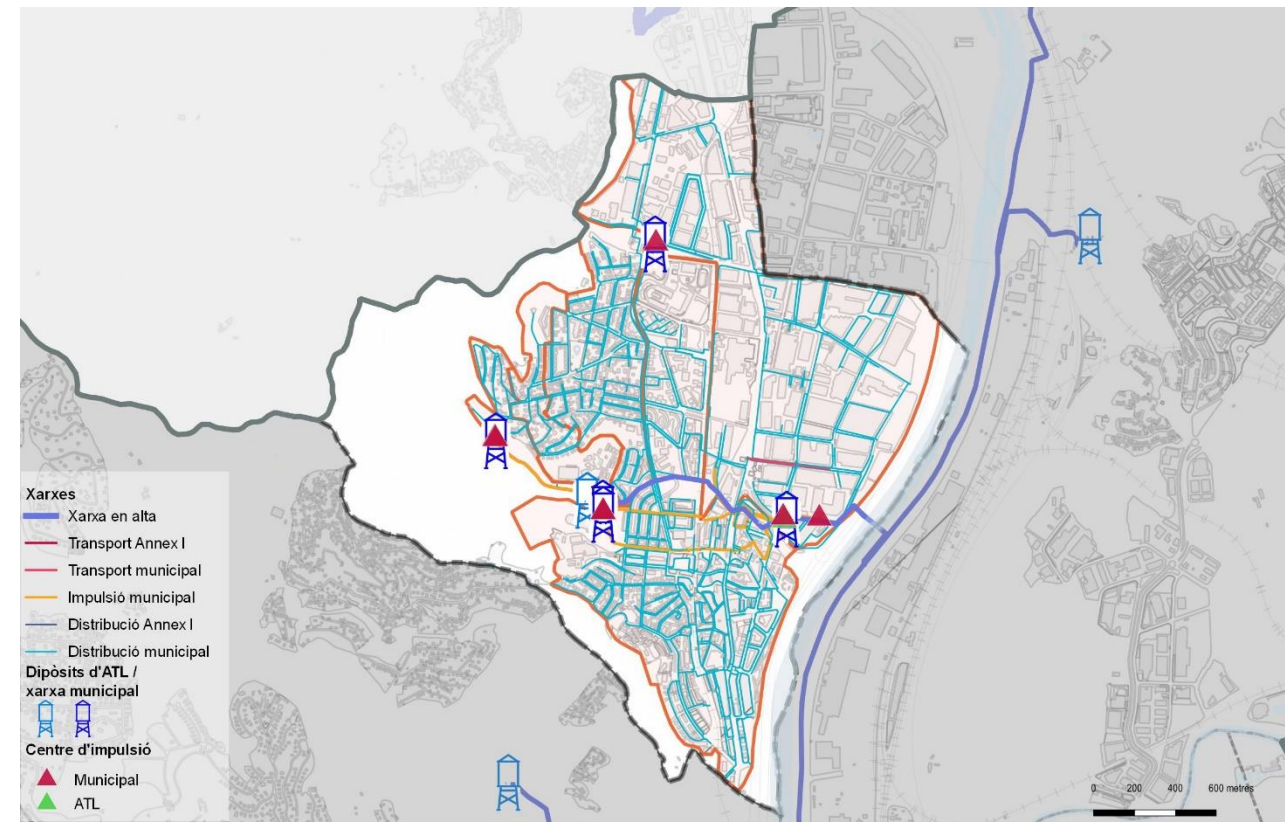 Xarxes
Xarxa en alta
Transport Annex I
Transport municipal
Impulsió municipal
Distribució Annex I
Distribució municipal
Dipòsits d'ATL /
xarxa municipal
Centre d'impulsió
Municipal
ATL
0 200 400 600 metres